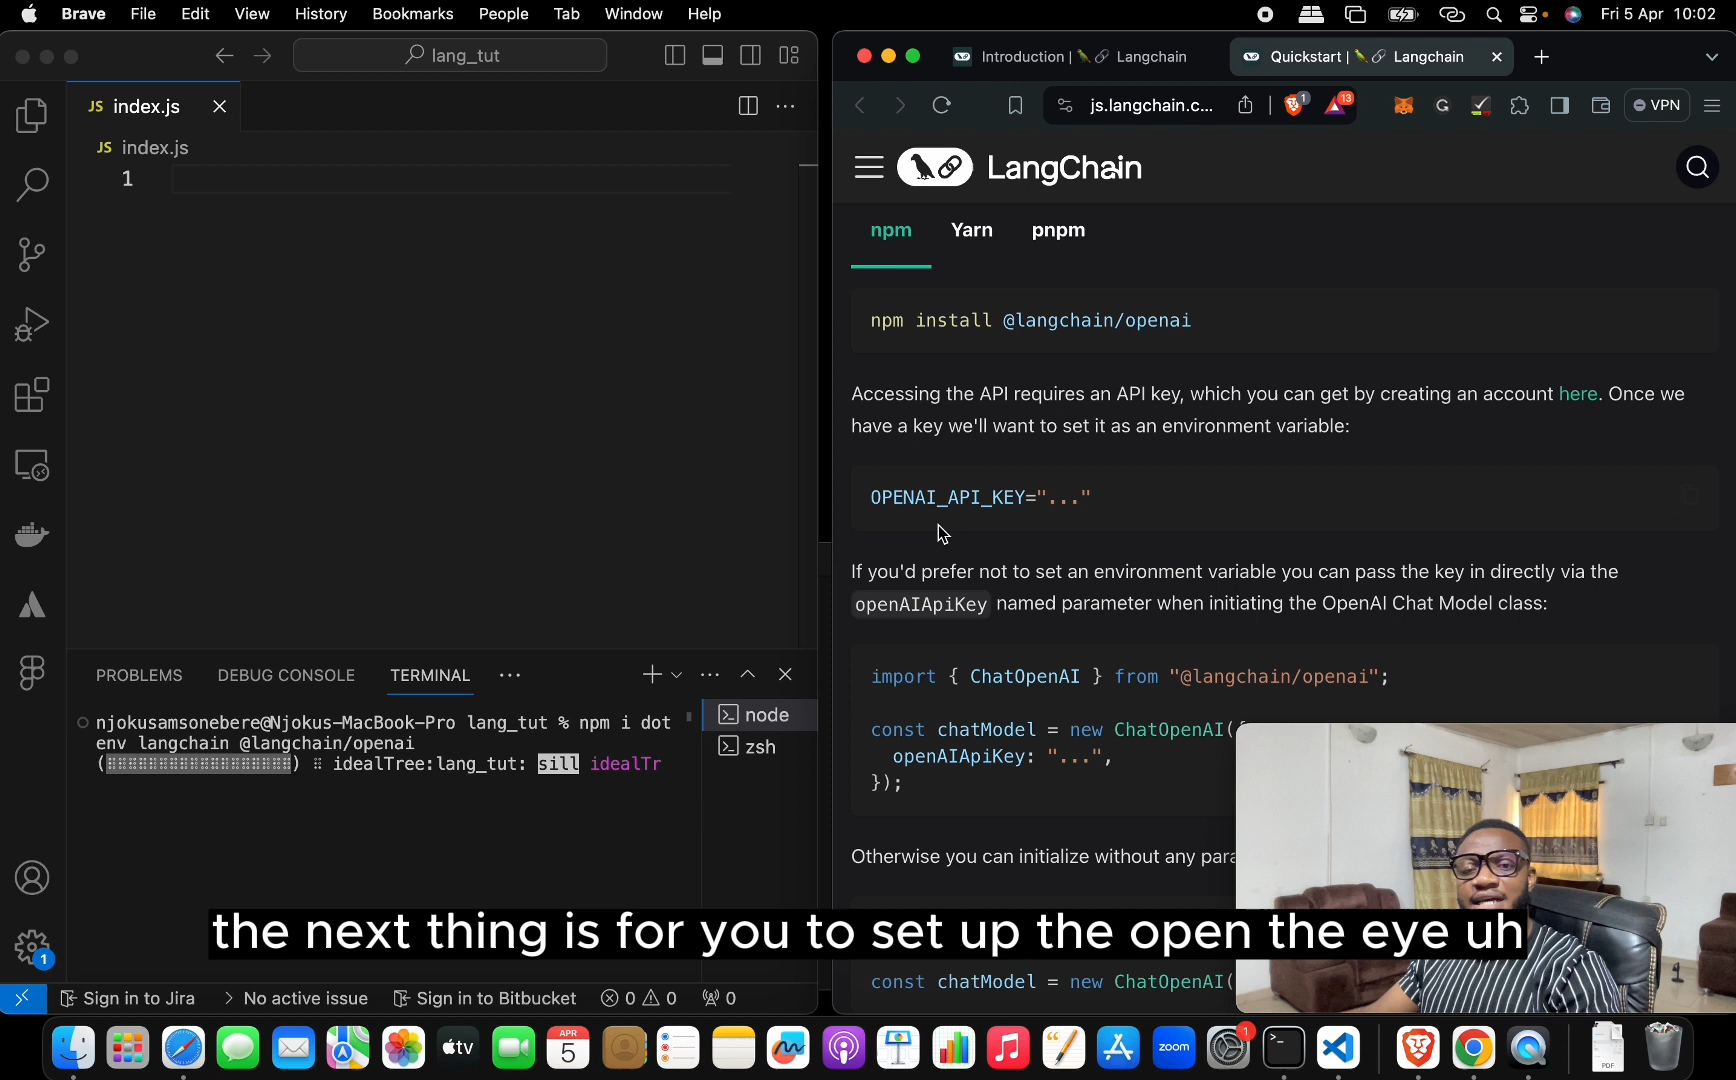 Brave File Edit View History Bookmarks People Tab Window Help
Fri 5 Apr 10:02
lang_tut
JS index.js
JS index.js
1
PROBLEMS DEBUG CONSOLE TERMINAL
njokusamsonebere@Njokus-MacBook-Pro lang_tut % npm i dot
env langchain @langchain/openai
idealTree:lang_tut: sill idealTr
node
zsh
1
Sign in to Jira No active issue Sign in to Bitbucket 0 0 0
Introduction | Langchain
Quickstart | Langchain
js.langchain.c...
1
13
G
VPN
LangChain
npm Yarn pnpm
npm install @langchain/openai
Accessing the API requires an API key, which you can get by creating an account here. Once we
have a key we'll want to set it as an environment variable:
OPENAI_API_KEY="..."
If you'd prefer not to set an environment variable you can pass the key in directly via the
openAIApiKey named parameter when initiating the OpenAI Chat Model class:
import { ChatOpenAI } from "@langchain/openai";
const chatModel = new ChatOpenAI({
openAIApiKey: "...",
});
Otherwise you can initialize without any para
const chatModel = new ChatOpenAI(
the next thing is for you to set up the open the eye uh
tv
APR
5
zoom
1
PDF